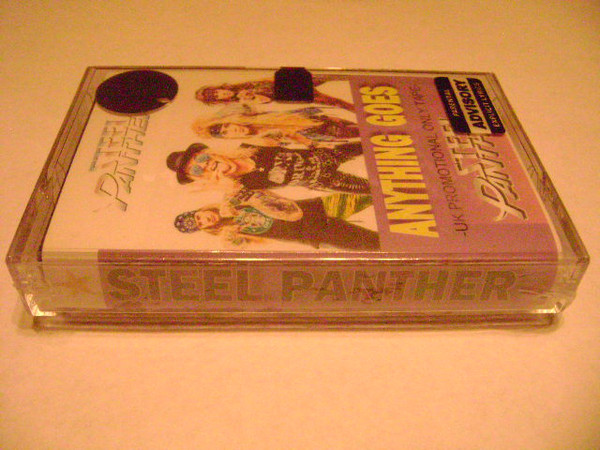 STEEL
PANTHER
ANYTHING GOES
-UK PROMOTIONAL ONLY TAPE-
PARENTAL
ADVISORY
EXPLICIT LYRICS
STEEL
PANTHER
STEEL PANTHER